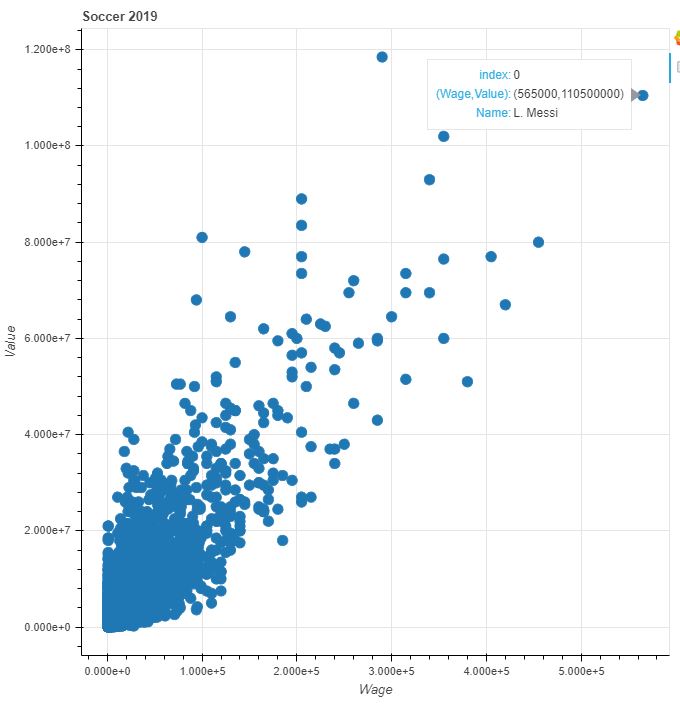 Soccer 2019
1.200e+8
index: 0
(Wage,Value): (565000,110500000)
Name: L. Messi
1.000e+8
8.000e+7
6.000e+7
Value
4.000e+7
2.000e+7
0.000e+0
0.000e+0 1.000e+5 2.000e+5 3.000e+5 4.000e+5 5.000e+5
Wage